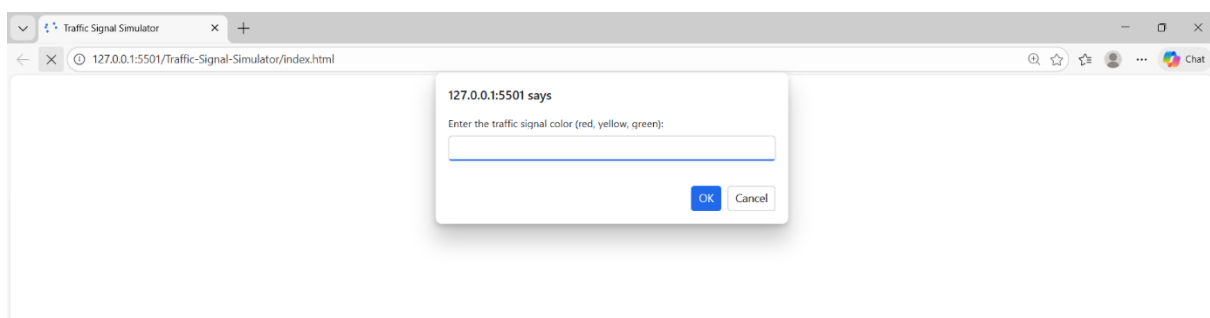 Traffic Signal Simulator
127.0.0.1:5501/Traffic-Signal-Simulator/index.html
Chat
127.0.0.1:5501 says
Enter the traffic signal color (red, yellow, green):
OK Cancel